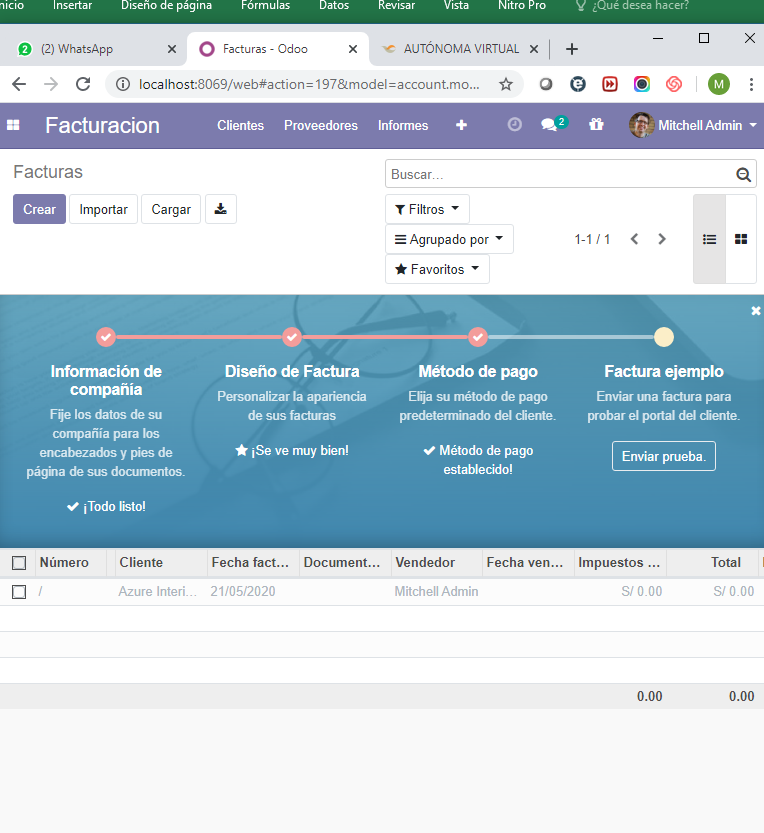 nicio Insertar Diseño de página Fórmulas Datos Revisar Vista Nitro Pro ¿Qué desea hacer?
2 (2) WhatsApp Facturas - Odoo AUTÓNOMA VIRTUAL
localhost:8069/web#action=197&model=account.mo... M
Facturacion Clientes Proveedores Informes 2 Mitchell Admin
Facturas
Buscar...
Crear Importar Cargar
Filtros
Agrupado por
Favoritos
1-1 / 1
Información de
compañía
Fije los datos de su
compañía para los
encabezados y pies de
página de sus documentos.
¡Todo listo!
Diseño de Factura
Personalizar la apariencia
de sus facturas
¡Se ve muy bien!
Método de pago
Elija su método de pago
predeterminado del cliente.
Método de pago
establecido!
Factura ejemplo
Enviar una factura para
probar el portal del cliente.
Enviar prueba.
Número Cliente Fecha fact... Document... Vendedor Fecha ven... Impuestos ... Total
/ Azure Interi... 21/05/2020 Mitchell Admin S/ 0.00 S/ 0.00
0.00 0.00